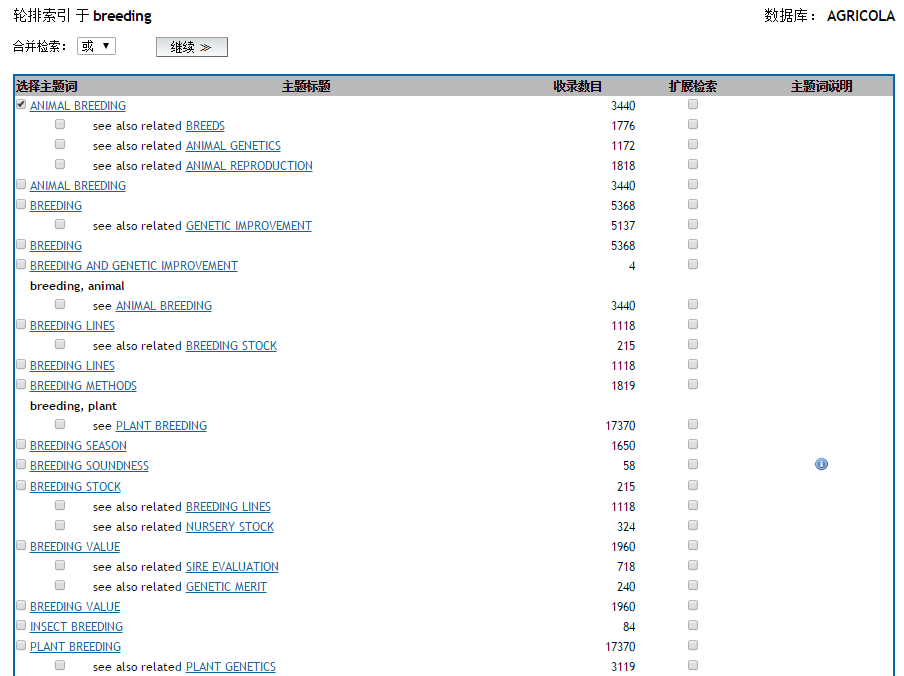 轮排索引 于 breeding 数据库： AGRICOLA
合并检索： 或 ▼ 继续 ≫
选择主题词 主题标题 收录数目 扩展检索 主题词说明
ANIMAL BREEDING 3440
see also related BREEDS 1776
see also related ANIMAL GENETICS 1172
see also related ANIMAL REPRODUCTION 1818
ANIMAL BREEDING 3440
BREEDING 5368
see also related GENETIC IMPROVEMENT 5137
BREEDING 5368
BREEDING AND GENETIC IMPROVEMENT 4
breeding, animal
see ANIMAL BREEDING 3440
BREEDING LINES 1118
see also related BREEDING STOCK 215
BREEDING LINES 1118
BREEDING METHODS 1819
breeding, plant
see PLANT BREEDING 17370
BREEDING SEASON 1650
BREEDING SOUNDNESS 58
BREEDING STOCK 215
see also related BREEDING LINES 1118
see also related NURSERY STOCK 324
BREEDING VALUE 1960
see also related SIRE EVALUATION 718
see also related GENETIC MERIT 240
BREEDING VALUE 1960
INSECT BREEDING 84
PLANT BREEDING 17370
see also related PLANT GENETICS 3119